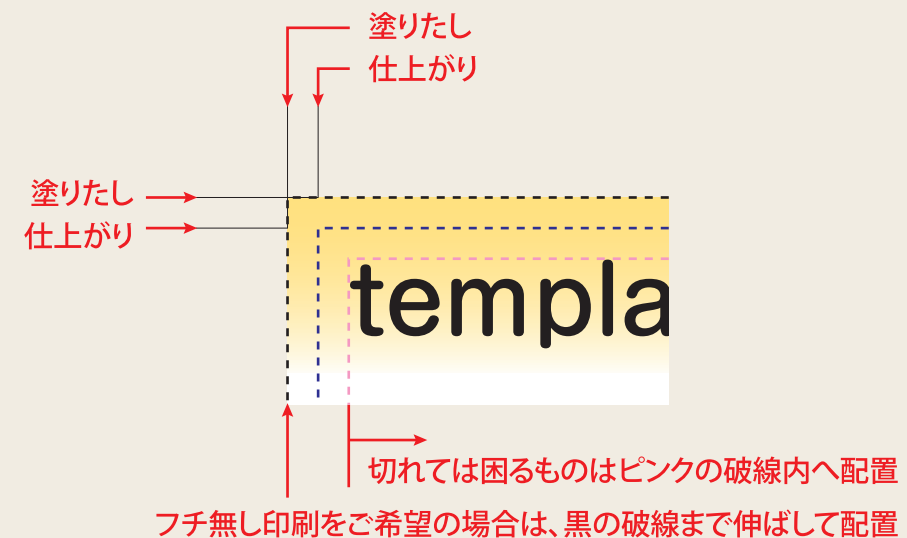 塗りたし
仕上がり
塗りたし
仕上がり
templa
切れては困るものはピンクの破線内へ配置
フチ無し印刷をご希望の場合は、黒の破線まで伸ばして配置